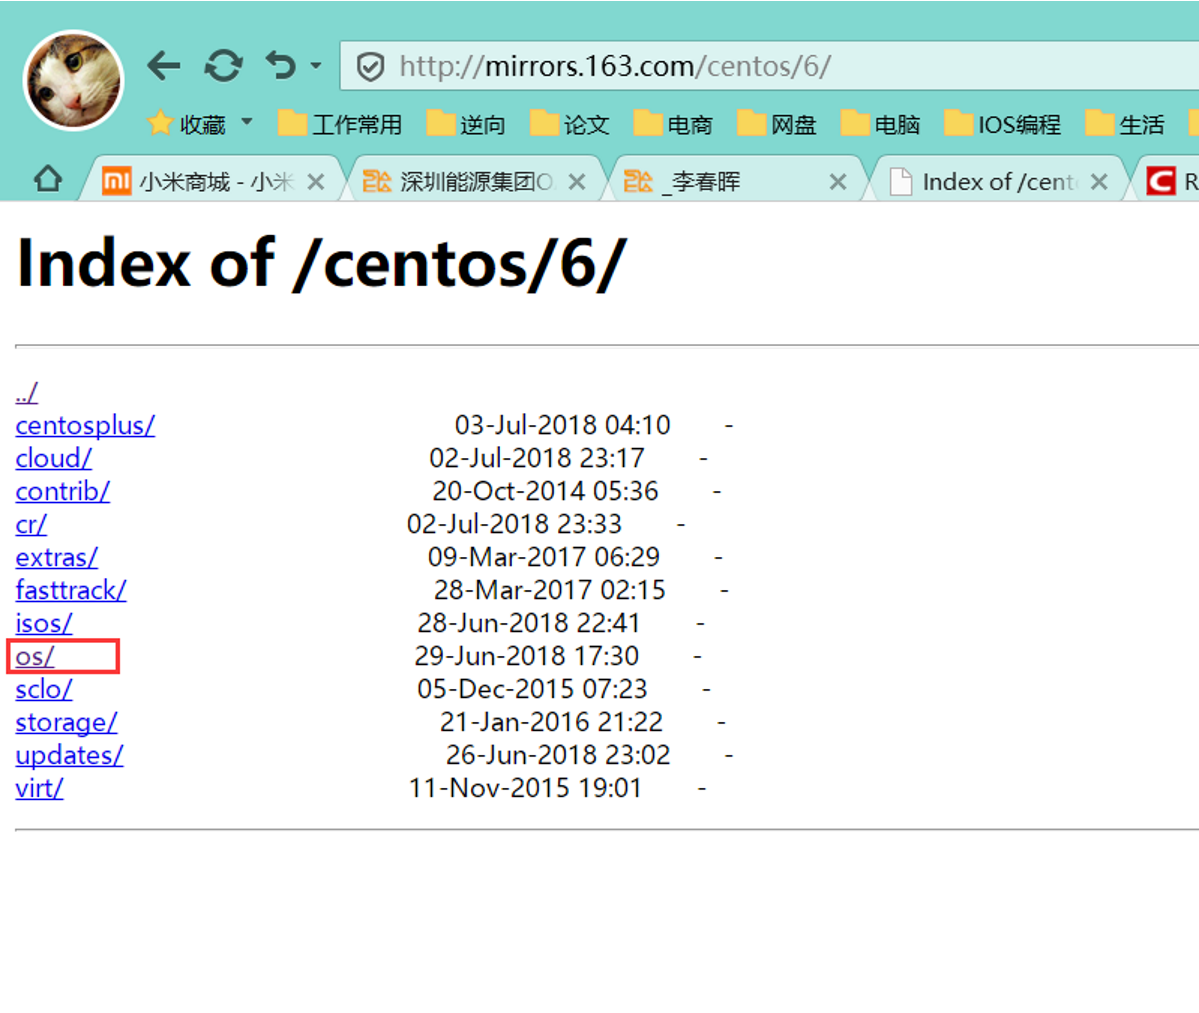 http://mirrors.163.com/centos/6/
收藏 工作常用 逆向 论文 电商 网盘 电脑 IOS编程 生活
小米商城 - 小米 深圳能源集团O _李春晖 Index of /cent R
Index of /centos/6/
../
centosplus/ 03-Jul-2018 04:10 -
cloud/ 02-Jul-2018 23:17 -
contrib/ 20-Oct-2014 05:36 -
cr/ 02-Jul-2018 23:33 -
extras/ 09-Mar-2017 06:29 -
fasttrack/ 28-Mar-2017 02:15 -
isos/ 28-Jun-2018 22:41 -
os/ 29-Jun-2018 17:30 -
sclo/ 05-Dec-2015 07:23 -
storage/ 21-Jan-2016 21:22 -
updates/ 26-Jun-2018 23:02 -
virt/ 11-Nov-2015 19:01 -